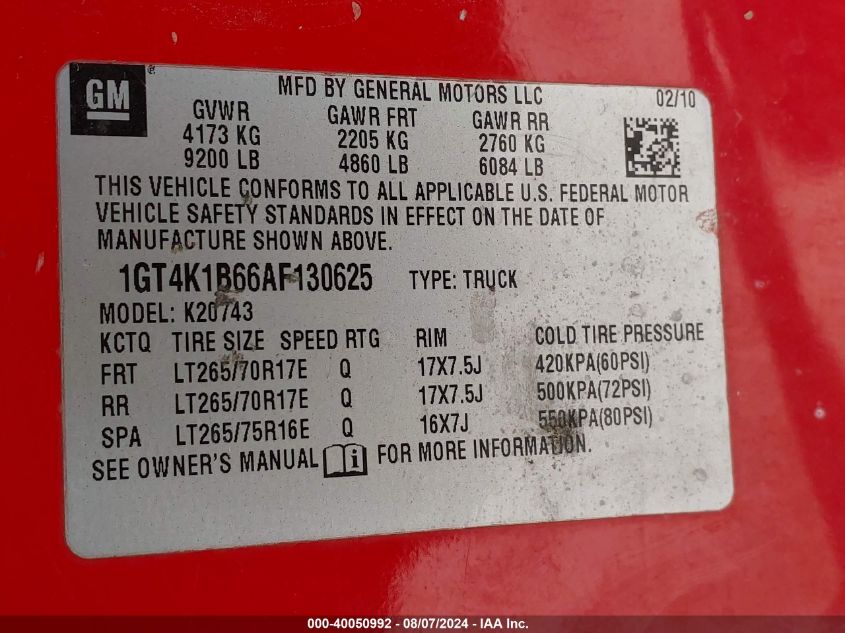 GM ®
MFD BY GENERAL MOTORS LLC 02/10
GVWR GAWR FRT GAWR RR
4173 KG 2205 KG 2760 KG
9200 LB 4860 LB 6084 LB
THIS VEHICLE CONFORMS TO ALL APPLICABLE U.S. FEDERAL MOTOR
VEHICLE SAFETY STANDARDS IN EFFECT ON THE DATE OF
MANUFACTURE SHOWN ABOVE.
1GT4K1B66AF130625 TYPE: TRUCK
MODEL: K20743
KCTQ TIRE SIZE SPEED RTG RIM COLD TIRE PRESSURE
FRT LT265/70R17E Q 17X7.5J 420KPA(60PSI)
RR LT265/70R17E Q 17X7.5J 500KPA(72PSI)
SPA LT265/75R16E Q 16X7J 550KPA(80PSI)
SEE OWNER'S MANUAL i FOR MORE INFORMATION.
000-40050992 - 08/07/2024 - IAA Inc.